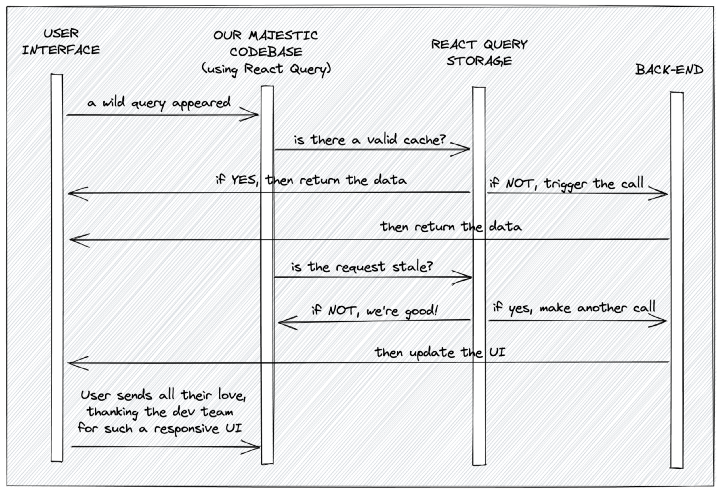 USER
INTERFACE
OUR MAJESTIC
CODEBASE
(using React Query)
REACT QUERY
STORAGE
BACK-END
a wild query appeared
is there a valid cache?
if YES, then return the data
if NOT, trigger the call
then return the data
is the request stale?
if NOT, we're good!
if yes, make another call
then update the UI
User sends all their love,
thanking the dev team
for such a responsive UI